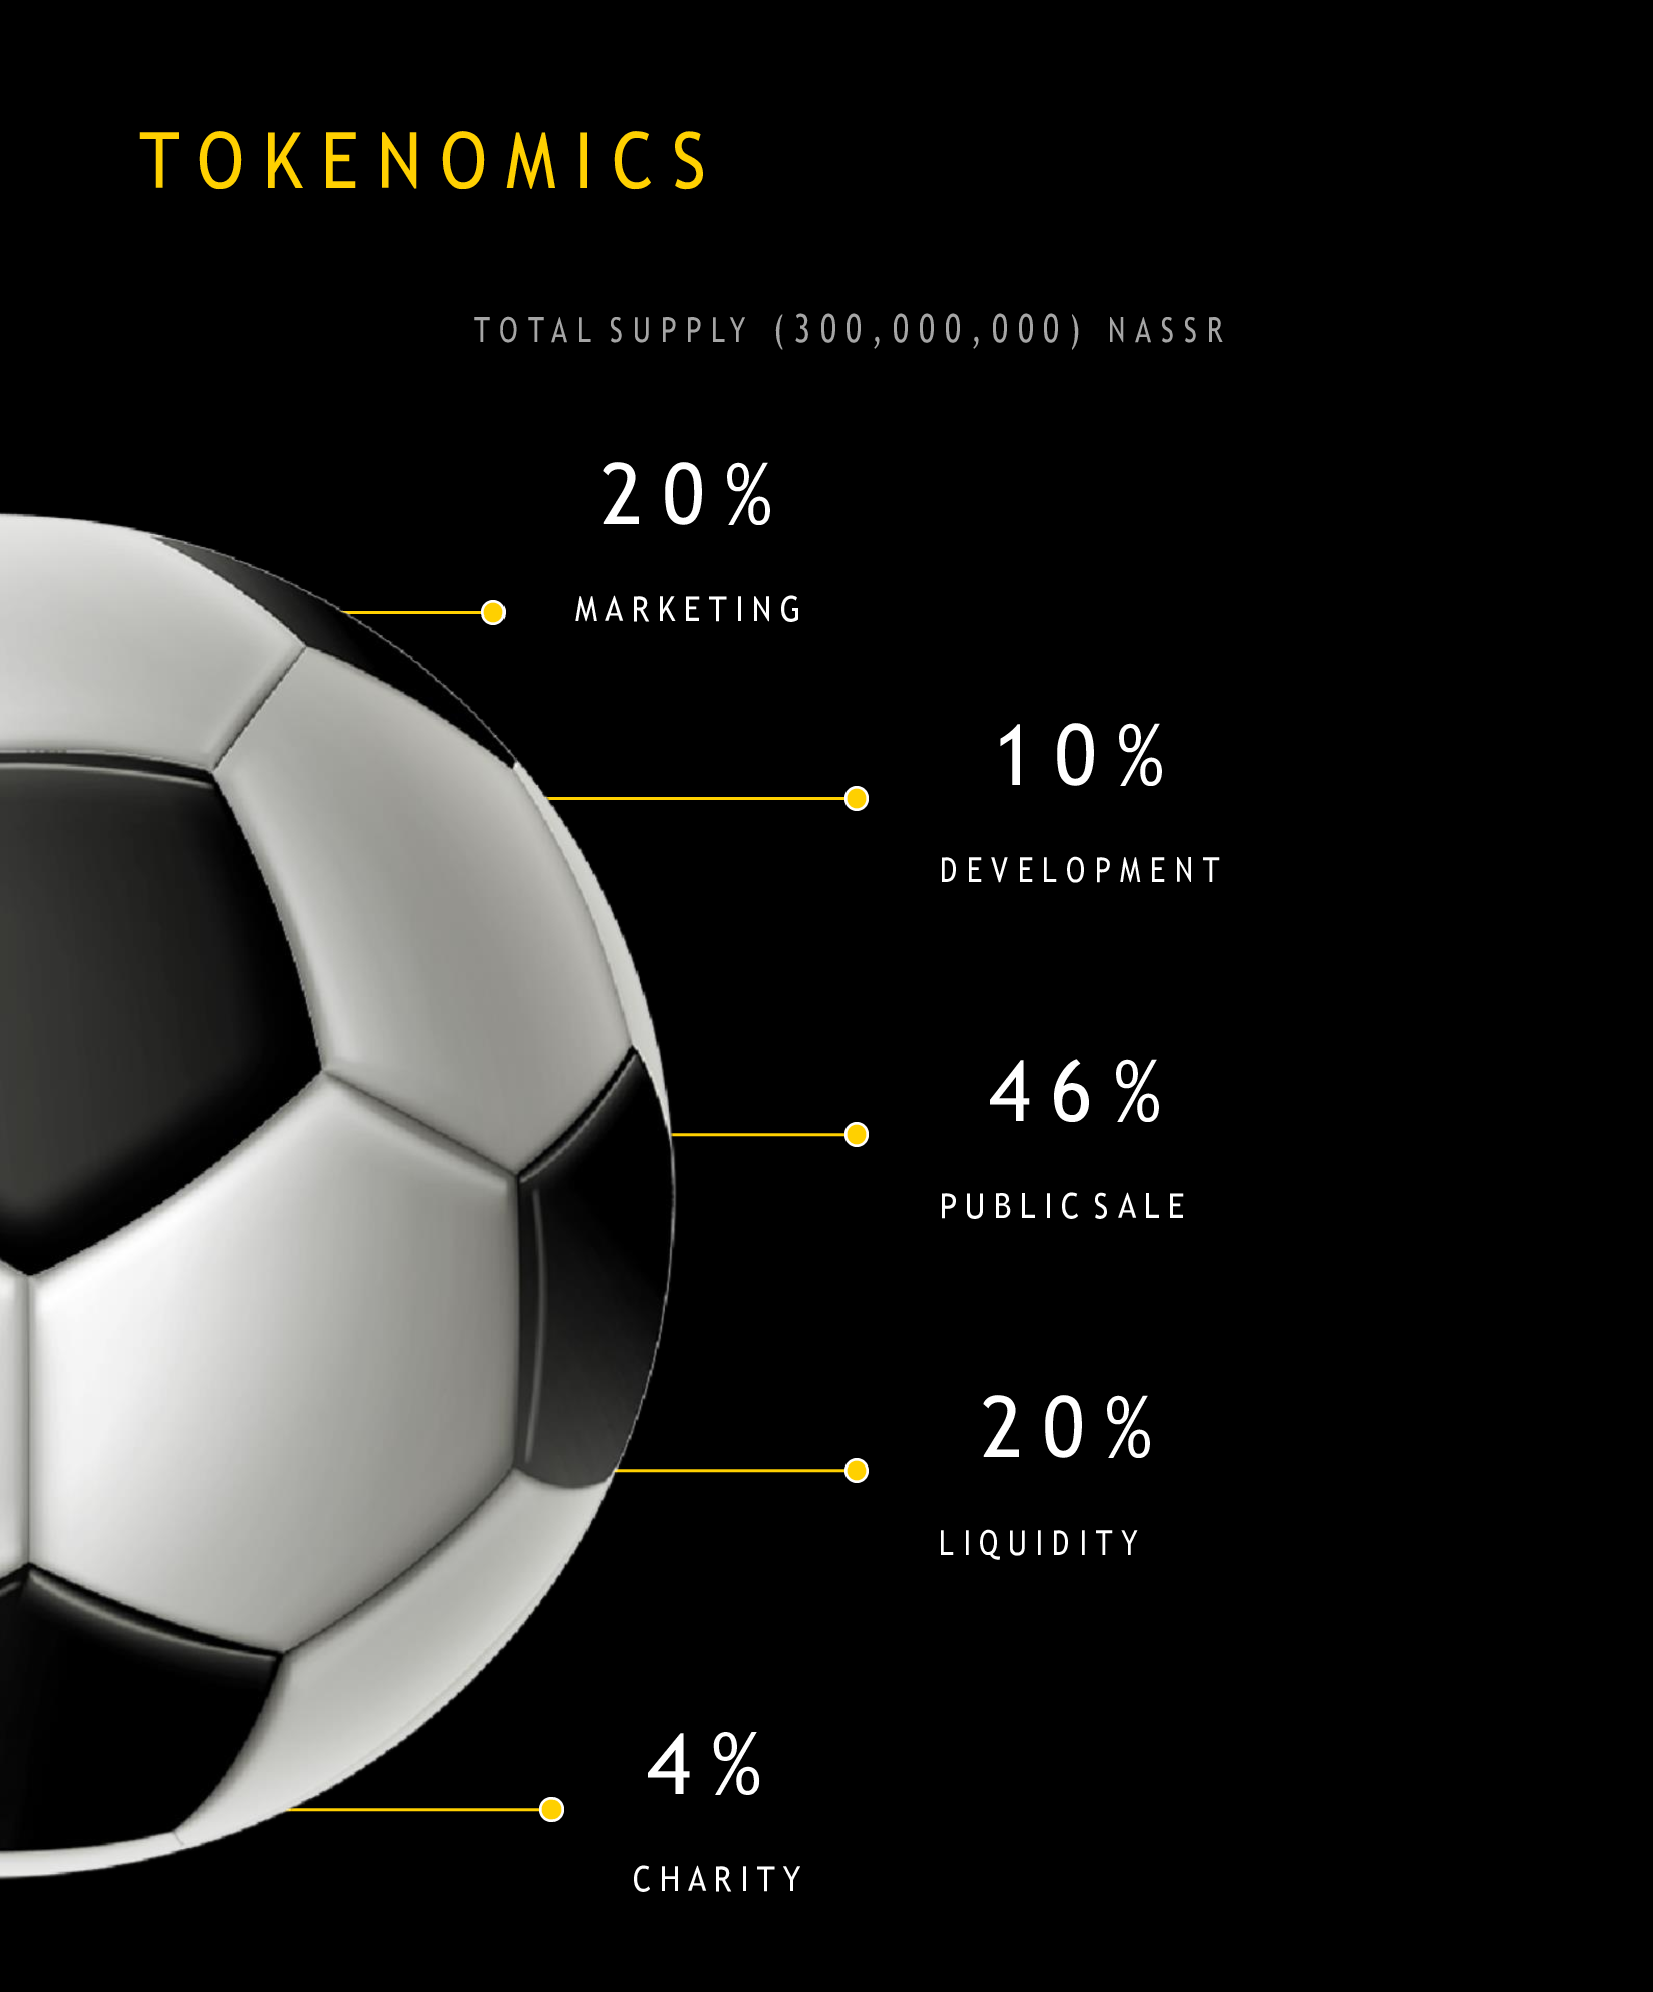 TOKENOMICS
TOTAL SUPPLY (300,000,000) NASSR
20%
MARKETING
10%
DEVELOPMENT
46%
PUBLIC SALE
20%
LIQUIDITY
4%
CHARITY